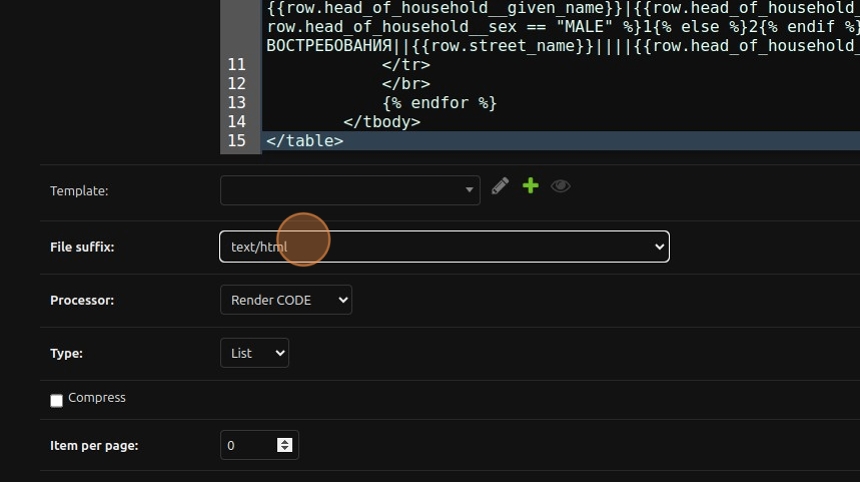 {{row.head_of_household__given_name}}|{{row.head_of_household_
row.head_of_household__sex == "MALE" %}1{% else %}2{% endif %}
ВОСТРЕБОВАНИЯ||{{row.street_name}}||||{{row.head_of_household_
11 </tr>
12 </br>
13 {% endfor %}
14 </tbody>
15 </table>
Template:
File suffix: text/html
Processor: Render CODE
Type: List
Compress
Item per page: 0